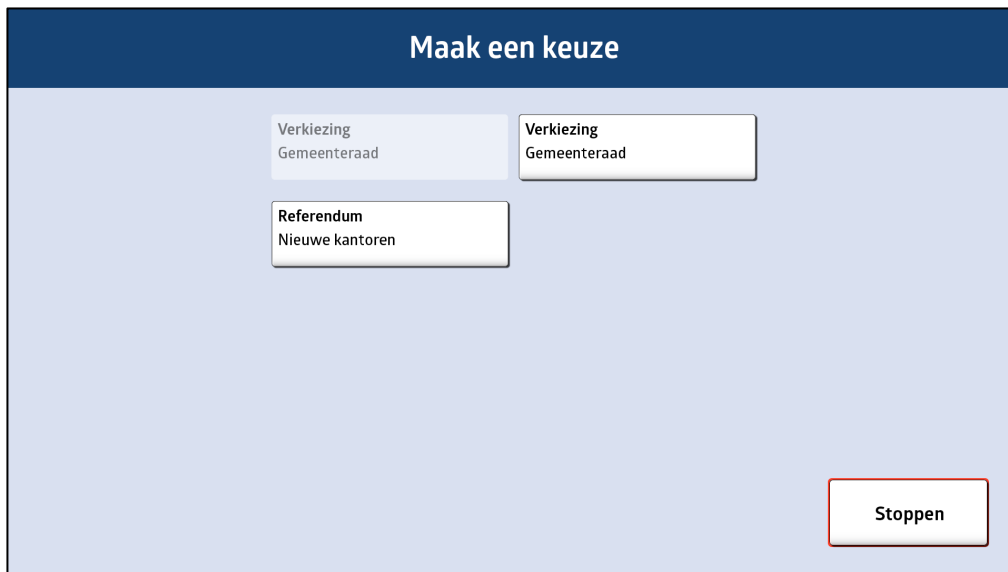 Maak een keuze
Verkiezing
Gemeenteraad
Verkiezing
Gemeenteraad
Referendum
Nieuwe kantoren
Stoppen